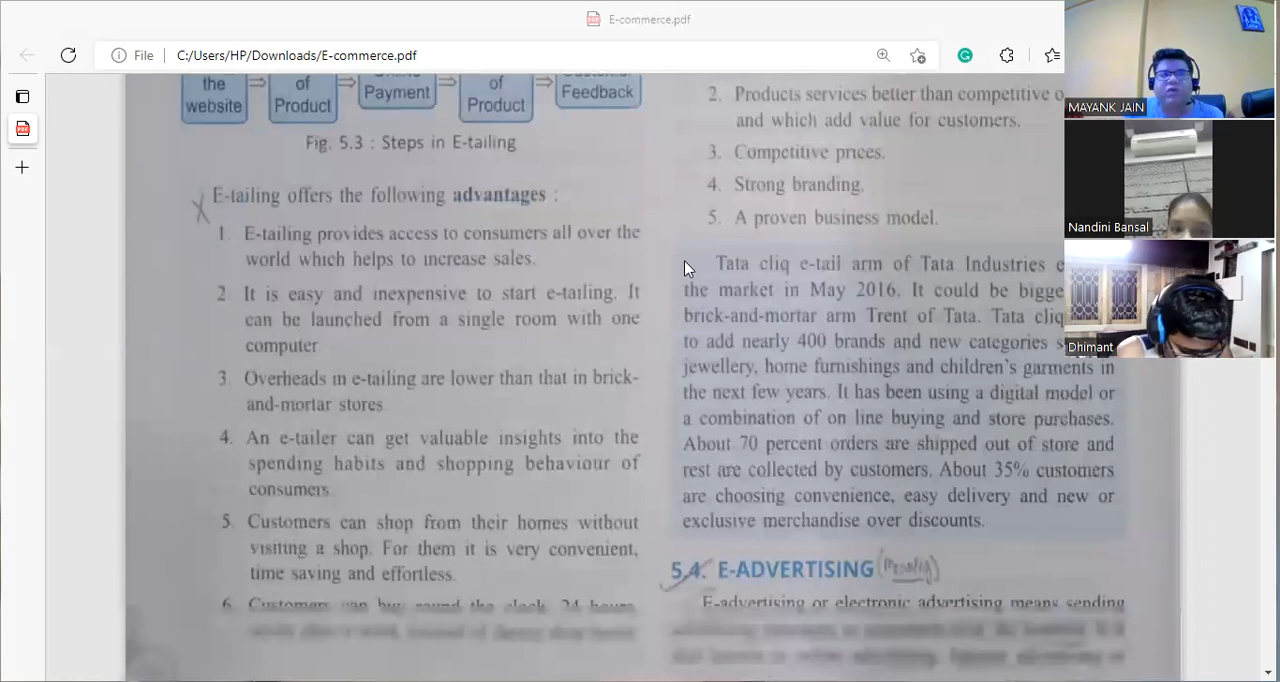 E-commerce.pdf
File
C:/Users/HP/Downloads/E-commerce.pdf
the
website
of
Product
Payment
of
Product
Feedback
Fig. 5.3 : Steps in E-tailing
E-tailing offers the following advantages :
1. E-tailing provides access to consumers all over the
world which helps to increase sales.
2 It is easy and inexpensive to start e-tailing. It
can be launched from a single room with one
computer
3 Overheads in e-tailing are lower than that in brick-
and-mortar stores
4. An e-tailer can get valuable insights into the
spending habits and shopping behaviour of
consumers
5. Customers can shop from their homes without
visiting a shop. For them it is very convenient,
time saving and effortless.
6. Customers can buy round the clock, 24 hours
2. Products services better than competitive o
and which add value for customers.
3. Competitive prices.
4. Strong branding.
5. A proven business model.
Tata cliq e-tail arm of Tata Industries e
the market in May 2016. It could be bigge
brick-and-mortar arm Trent of Tata. Tata cliq
to add nearly 400 brands and new categories s
jewellery, home furnishings and children's garments in
the next few years. It has been using a digital model or
a combination of on line buying and store purchases.
About 70 percent orders are shipped out of store and
rest are collected by customers. About 35% customers
are choosing convenience, easy delivery and new or
exclusive merchandise over discounts.
5.4. E-ADVERTISING
E-advertising or electronic advertising means sending
MAYANK JAIN
Nandini Bansal
Dhimant